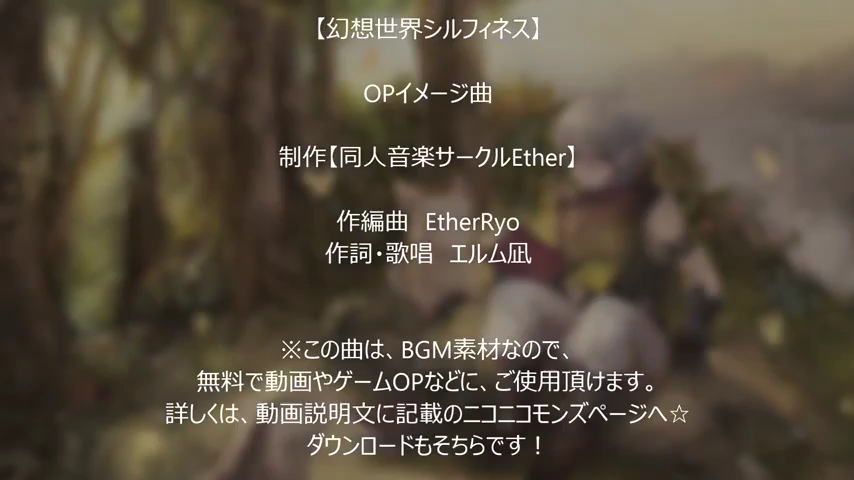 【幻想世界シルフィネス】
OPイメージ曲
制作【同人音楽サークルEther】
作編曲　EtherRyo
作詞・歌唱　エルム凪
※この曲は、BGM素材なので、
無料で動画やゲームOPなどに、ご使用頂けます。
詳しくは、動画説明文に記載のニコニコモンズページへ☆
ダウンロードもそちらです！